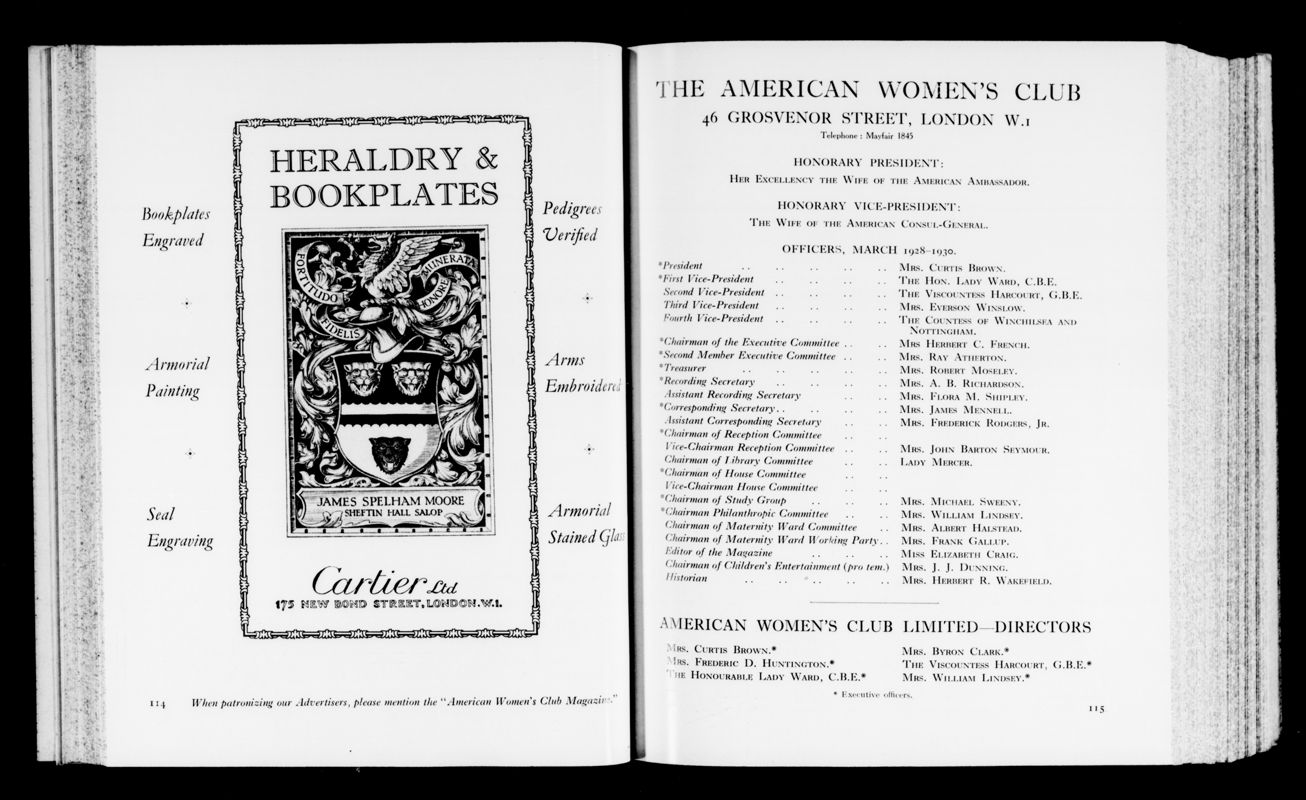 HERALDRY &
BOOKPLATES
Bookplates
Engraved
Armorial
Painting
Seal
Engraving
Pedigrees
Verified
Arms
Embroidered
Armorial
Stained Glass
FORTITUDO
FIDELIS
HONORE
MUNERATA
JAMES SPELHAM MOORE
SHEFTIN HALL SALOP
Cartier Ltd
175 NEW BOND STREET, LONDON.W.1.
114 When patronizing our Advertisers, please mention the "American Women's Club Magazine."
THE AMERICAN WOMEN'S CLUB
46 GROSVENOR STREET, LONDON W.1
Telephone : Mayfair 1845
HONORARY PRESIDENT:
HER EXCELLENCY THE WIFE OF THE AMERICAN AMBASSADOR.
HONORARY VICE-PRESIDENT:
THE WIFE OF THE AMERICAN CONSUL-GENERAL.
OFFICERS, MARCH 1928-1930.
*President .. .. .. .. .. MRS. CURTIS BROWN.
*First Vice-President .. .. .. .. THE HON. LADY WARD, C.B.E.
Second Vice-President .. .. .. .. THE VISCOUNTESS HARCOURT, G.B.E.
Third Vice-President .. .. .. .. MRS. EVERSON WINSLOW.
Fourth Vice-President .. .. .. .. THE COUNTESS OF WINCHILSEA AND
NOTTINGHAM.
*Chairman of the Executive Committee .. .. MRS HERBERT C. FRENCH.
*Second Member Executive Committee .. .. MRS. RAY ATHERTON.
*Treasurer .. .. .. .. .. MRS. ROBERT MOSELEY.
*Recording Secretary .. .. .. .. MRS. A. B. RICHARDSON.
Assistant Recording Secretary .. .. MRS. FLORA M. SHIPLEY.
*Corresponding Secretary .. .. .. .. MRS. JAMES MENNELL.
Assistant Corresponding Secretary .. .. MRS. FREDERICK RODGERS, JR.
*Chairman of Reception Committee .. ..
Vice-Chairman Reception Committee .. .. MRS. JOHN BARTON SEYMOUR.
Chairman of Library Committee .. .. LADY MERCER.
*Chairman of House Committee .. ..
Vice-Chairman House Committee .. ..
*Chairman of Study Group .. .. .. MRS. MICHAEL SWEENY.
*Chairman Philanthropic Committee .. .. MRS. WILLIAM LINDSEY.
Chairman of Maternity Ward Committee .. MRS. ALBERT HALSTEAD.
Chairman of Maternity Ward Working Party .. MRS. FRANK GALLUP.
Editor of the Magazine .. .. .. MISS ELIZABETH CRAIG.
Chairman of Children's Entertainment (pro tem.) MRS. J. J. DUNNING.
Historian .. .. .. .. .. MRS. HERBERT R. WAKEFIELD.
AMERICAN WOMEN'S CLUB LIMITED—DIRECTORS
MRS. CURTIS BROWN.* MRS. BYRON CLARK.*
MRS. FREDERIC D. HUNTINGTON.* THE VISCOUNTESS HARCOURT, G.B.E.*
THE HONOURABLE LADY WARD, C.B.E.* MRS. WILLIAM LINDSEY.*
* Executive officers.
115